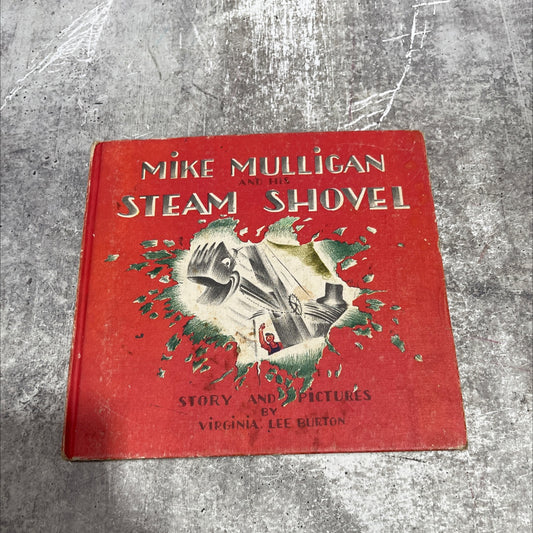 MiKE MULLiGAN
AND HiS
STEAM SHOVEL
STORY AND PICTURES
BY
ViRGiNiA LEE BURTON